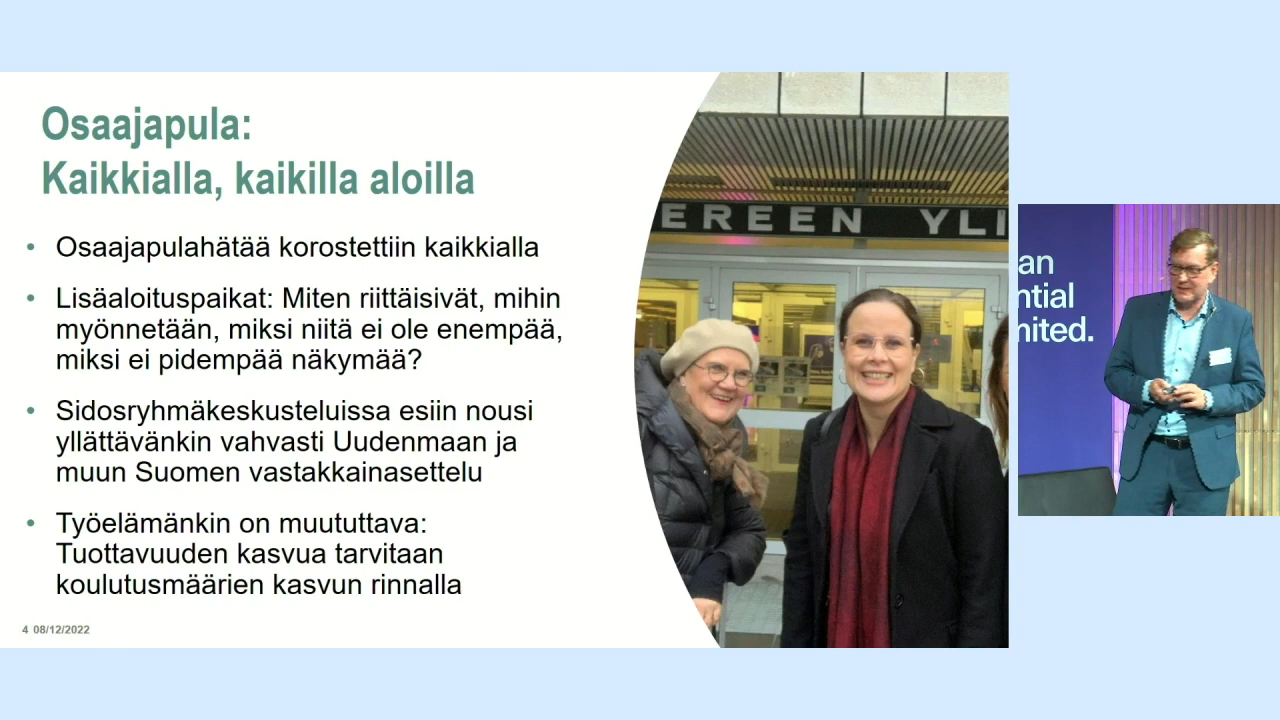 Osaajapula:
Kaikkialla, kaikilla aloilla
• Osaajapulahätää korostettiin kaikkialla
• Lisäaloituspaikat: Miten riittäisivät, mihin
myönnetään, miksi niitä ei ole enempää,
miksi ei pidempää näkymää?
• Sidosryhmäkeskusteluissa esiin nousi
yllättävänkin vahvasti Uudenmaan ja
muun Suomen vastakkainasettelu
• Työelämänkin on muututtava:
Tuottavuuden kasvua tarvitaan
koulutusmäärien kasvun rinnalla
4 08/12/2022
EREEN YLI
an
ntial
nited.